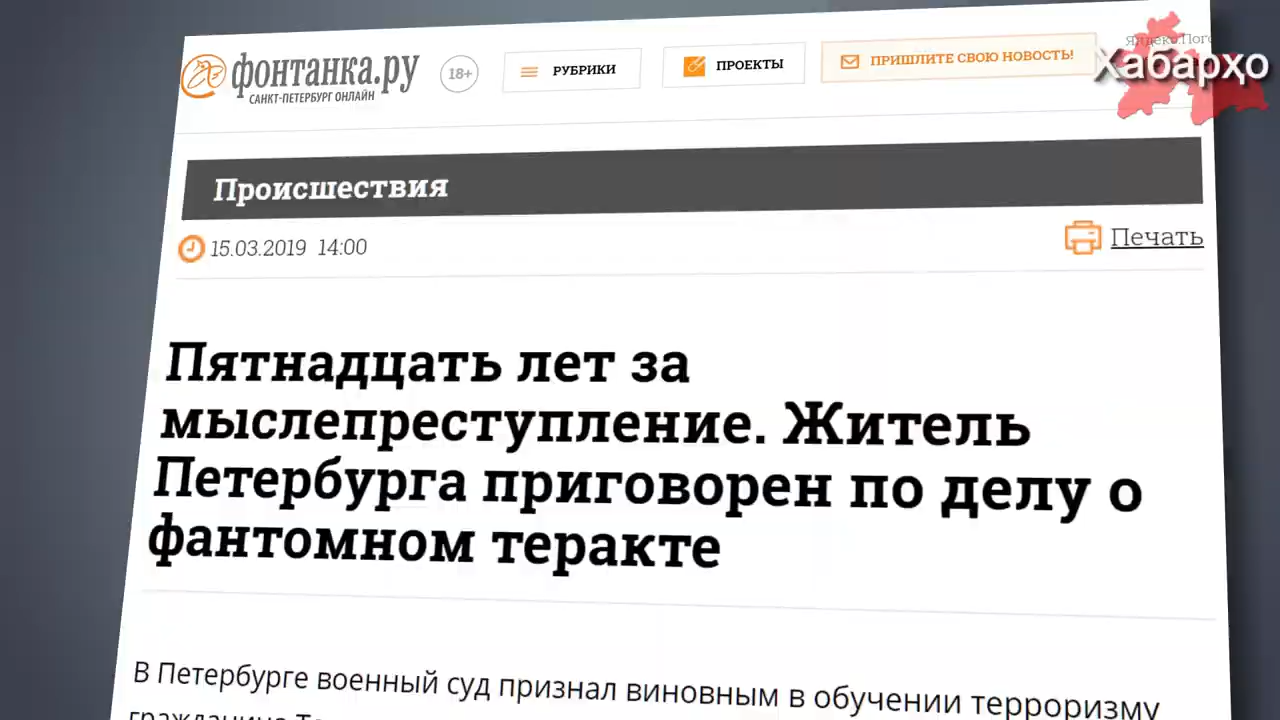 фонтанка.ру
САНКТ-ПЕТЕРБУРГ ОНЛАЙН
18+
РУБРИКИ
ПРОЕКТЫ
ПРИШЛИТЕ СВОЮ НОВОСТЬ!
Хабарҳо
Происшествия
15.03.2019 14:00
Печать
Пятнадцать лет за
мыслепреступление. Житель
Петербурга приговорен по делу о
фантомном теракте
В Петербурге военный суд признал виновным в обучении терроризму